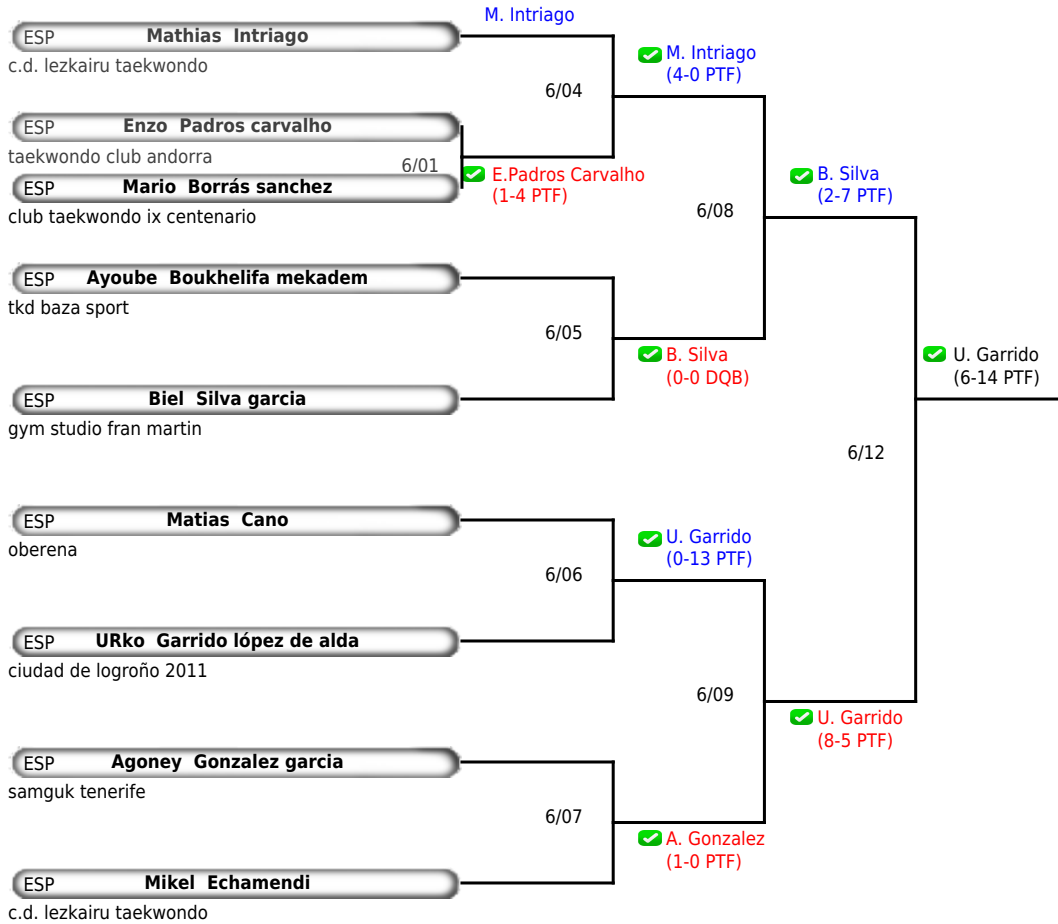 M. Intriago
ESP Mathias Intriago
c.d. lezkairu taekwondo
M. Intriago
(4-0 PTF)
6/04
ESP Enzo Padros carvalho
taekwondo club andorra
6/01
E.Padros Carvalho
(1-4 PTF)
ESP Mario Borrás sanchez
club taekwondo ix centenario
B. Silva
(2-7 PTF)
6/08
ESP Ayoube Boukhelifa mekadem
tkd baza sport
6/05
B. Silva
(0-0 DQB)
ESP Biel Silva garcia
gym studio fran martin
U. Garrido
(6-14 PTF)
6/12
ESP Matias Cano
oberena
U. Garrido
(0-13 PTF)
6/06
ESP URko Garrido lópez de alda
ciudad de logroño 2011
6/09
U. Garrido
(8-5 PTF)
ESP Agoney Gonzalez garcia
samguk tenerife
6/07
A. Gonzalez
(1-0 PTF)
ESP Mikel Echamendi
c.d. lezkairu taekwondo